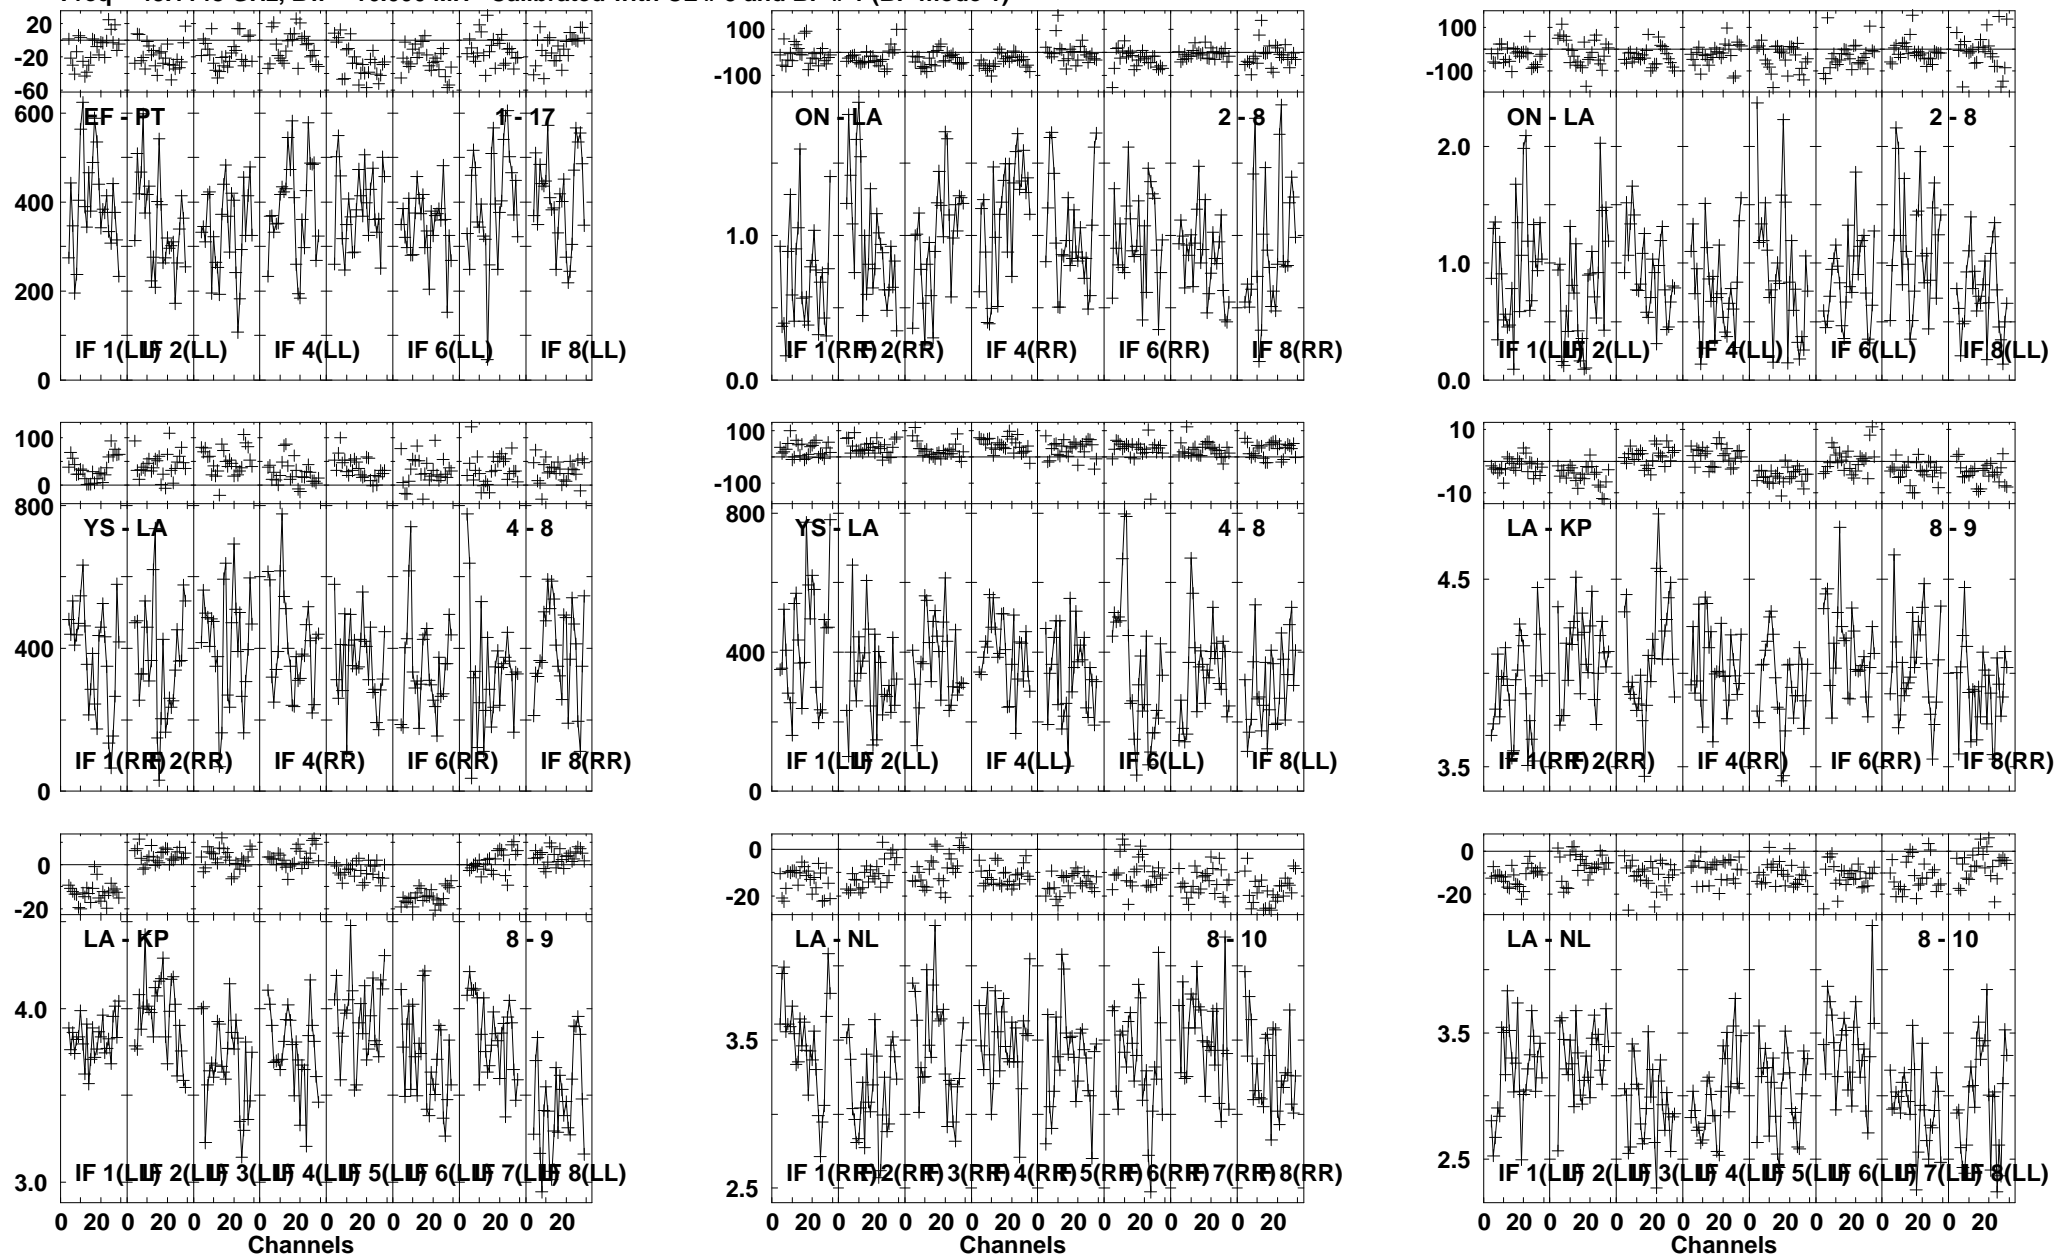 20 100 100
-20 -100 -100
-60
600 EF - PT 1 - 17 ON - LA 2 - 8 ON - LA 2 - 8
2.0
400
1.0 1.0
200
IF 1(LL) IF 2(LL) IF 4(LL) IF 6(LL) IF 8(LL) IF 1(RR) IF 2(RR) IF 4(RR) IF 6(RR) IF 8(RR) IF 1(LL) IF 2(LL) IF 4(LL) IF 6(LL) IF 8(LL)
0 0.0 0.0
100 100 10
0 -100 -10
800 YS - LA 4 - 8 800 YS - LA 4 - 8 LA - KP 8 - 9
4.5
400 400
IF 1(RR) IF 2(RR) IF 4(RR) IF 6(RR) IF 8(RR) IF 1(LL) IF 2(LL) IF 4(LL) IF 6(LL) IF 8(LL) 3.5 IF 1(RR) IF 2(RR) IF 4(RR) IF 6(RR) IF 8(RR)
0 0
0 0 0
-20 -20 -20
LA - KP 8 - 9 LA - NL 8 - 10 LA - NL 8 - 10
4.0 3.5 3.5
3.0 IF 1(LL) IF 2(LL) IF 3(LL) IF 4(LL) IF 5(LL) IF 6(LL) IF 7(LL) IF 8(LL) 2.5 IF 1(RR) IF 2(RR) IF 3(RR) IF 4(RR) IF 5(RR) IF 6(RR) IF 7(RR) IF 8(RR) 2.5 IF 1(LL) IF 2(LL) IF 3(LL) IF 4(LL) IF 5(LL) IF 6(LL) IF 7(LL) IF 8(LL)
0 20 0 20 0 20 0 20 0 20 0 20 0 20 0 20 0 20 0 20 0 20 0 20 0 20 0 20 0 20 0 20 0 20 0 20 0 20 0 20 0 20 0 20 0 20 0 20
Channels Channels Channels